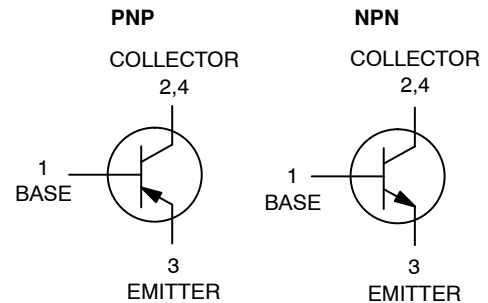 PNP
COLLECTOR
2,4
1
BASE
3
EMITTER
NPN
COLLECTOR
2,4
1
BASE
3
EMITTER